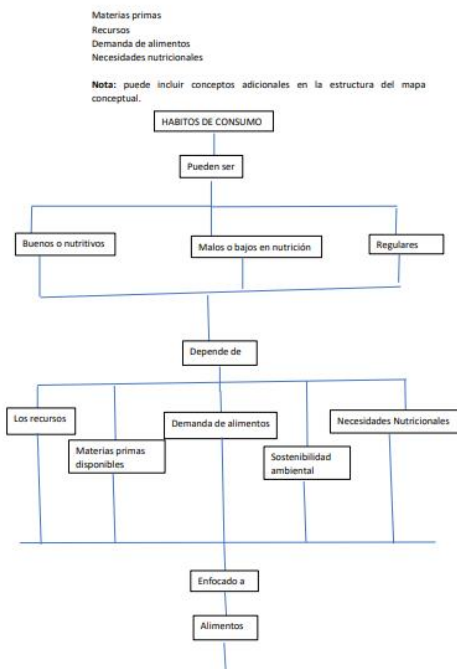 Materias primas
Recursos
Demanda de alimentos
Necesidades nutricionales
Nota: puede incluir conceptos adicionales en la estructura del mapa
conceptual.
HABITOS DE CONSUMO
Pueden ser
Buenos o nutritivos
Malos o bajos en nutrición
Regulares
Depende de
Los recursos
Materias primas
disponibles
Demanda de alimentos
Sostenibilidad
ambiental
Necesidades Nutricionales
Enfocado a
Alimentos